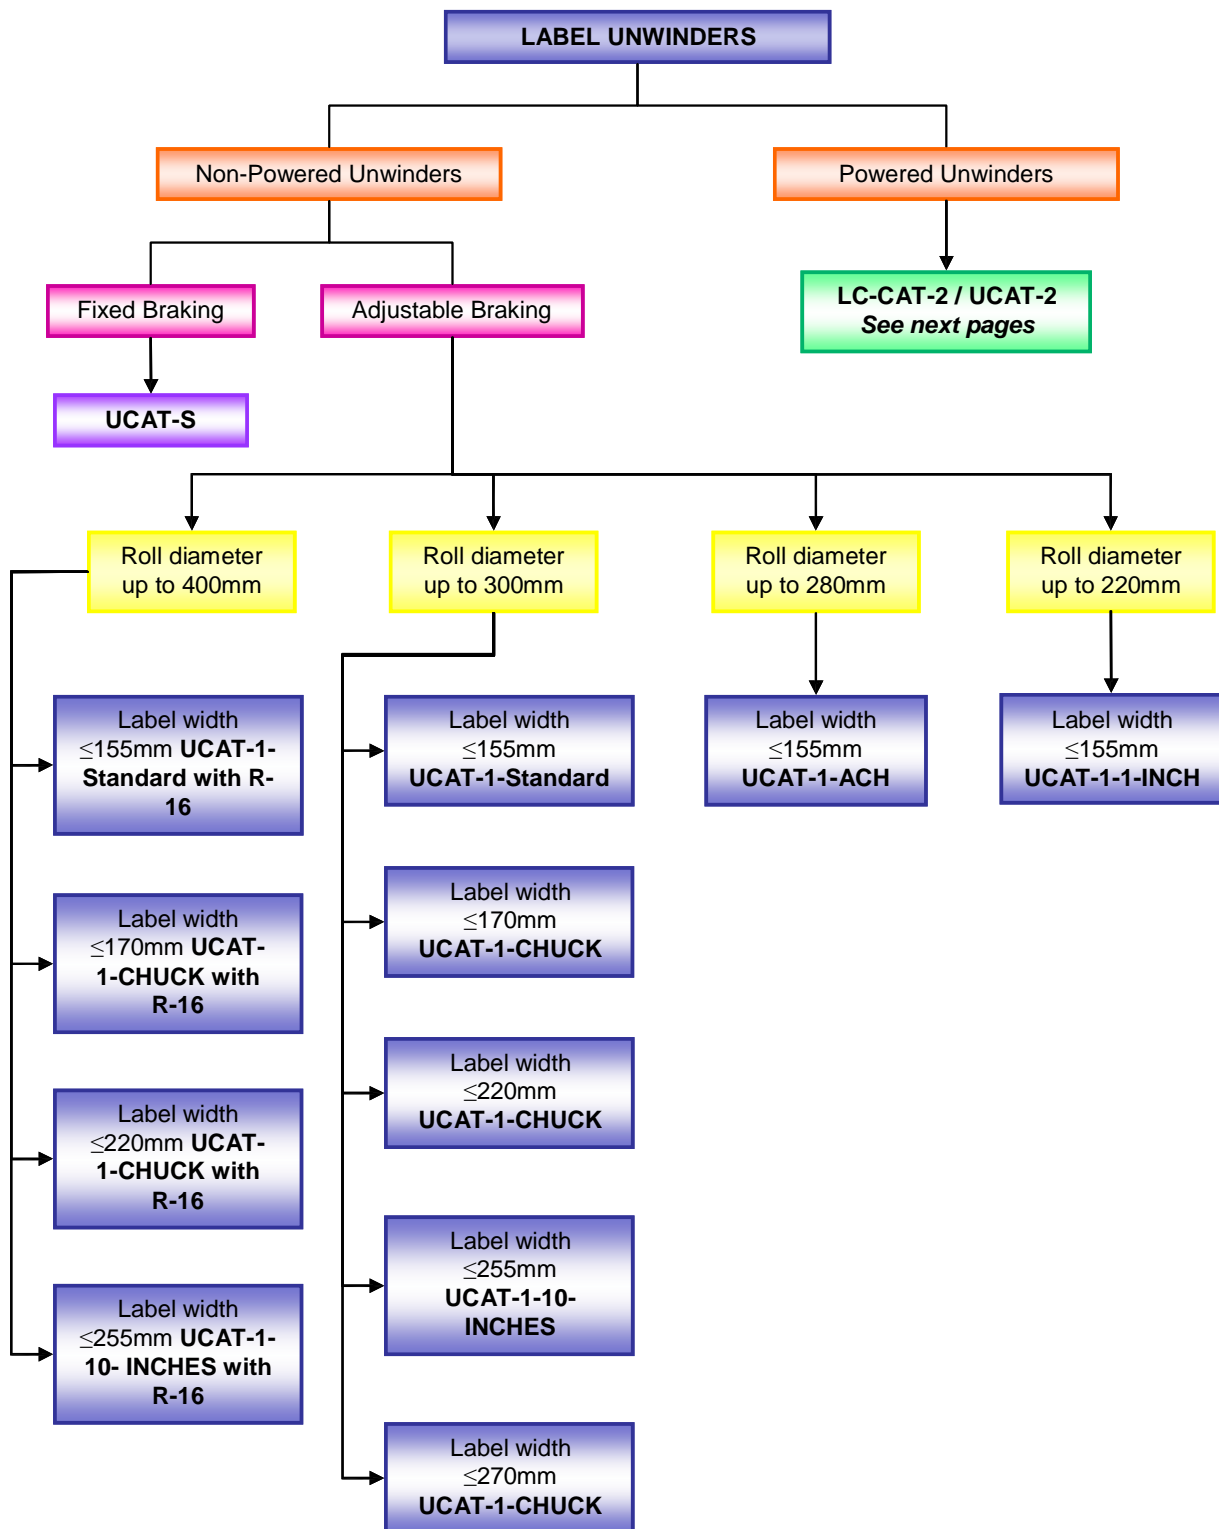 LABEL UNWINDERS
Non-Powered Unwinders
Powered Unwinders
Fixed Braking
Adjustable Braking
LC-CAT-2 / UCAT-2
See next pages
UCAT-S
Roll diameter
up to 400mm
Roll diameter
up to 300mm
Roll diameter
up to 280mm
Roll diameter
up to 220mm
Label width
≤155mm UCAT-1-
Standard with R-
16
Label width
≤170mm UCAT-
1-CHUCK with
R-16
Label width
≤220mm UCAT-
1-CHUCK with
R-16
Label width
≤255mm UCAT-1-
10- INCHES with
R-16
Label width
≤155mm
UCAT-1-Standard
Label width
≤170mm
UCAT-1-CHUCK
Label width
≤220mm
UCAT-1-CHUCK
Label width
≤255mm
UCAT-1-10-
INCHES
Label width
≤270mm
UCAT-1-CHUCK
Label width
≤155mm
UCAT-1-ACH
Label width
≤155mm
UCAT-1-1-INCH